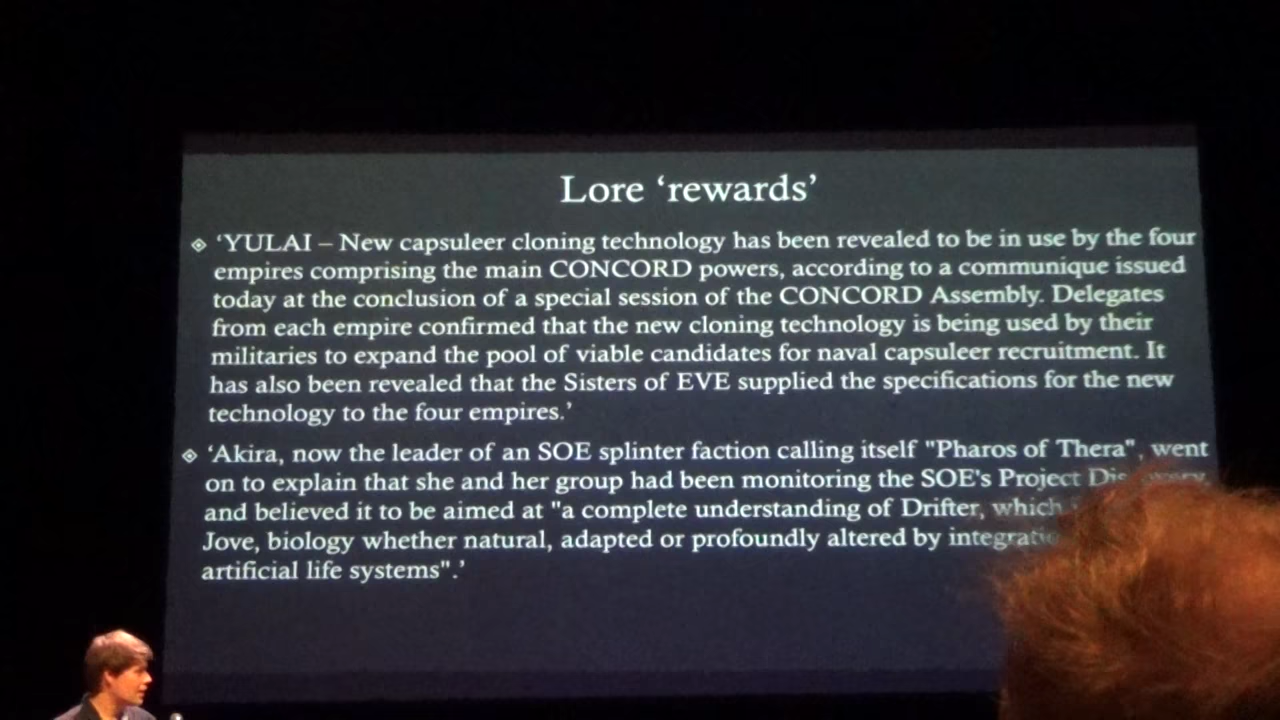 Lore ‘rewards’
‘YULAI – New capsuleer cloning technology has been revealed to be in use by the four
empires comprising the main CONCORD powers, according to a communique issued
today at the conclusion of a special session of the CONCORD Assembly. Delegates
from each empire confirmed that the new cloning technology is being used by their
militaries to expand the pool of viable candidates for naval capsuleer recruitment. It
has also been revealed that the Sisters of EVE supplied the specifications for the new
technology to the four empires.’
‘Akira, now the leader of an SOE splinter faction calling itself "Pharos of Thera", went
on to explain that she and her group had been monitoring the SOE's Project
and believed it to be aimed at "a complete understanding of Drifter, which
Jove, biology whether natural, adapted or profoundly altered by
artificial life systems".’